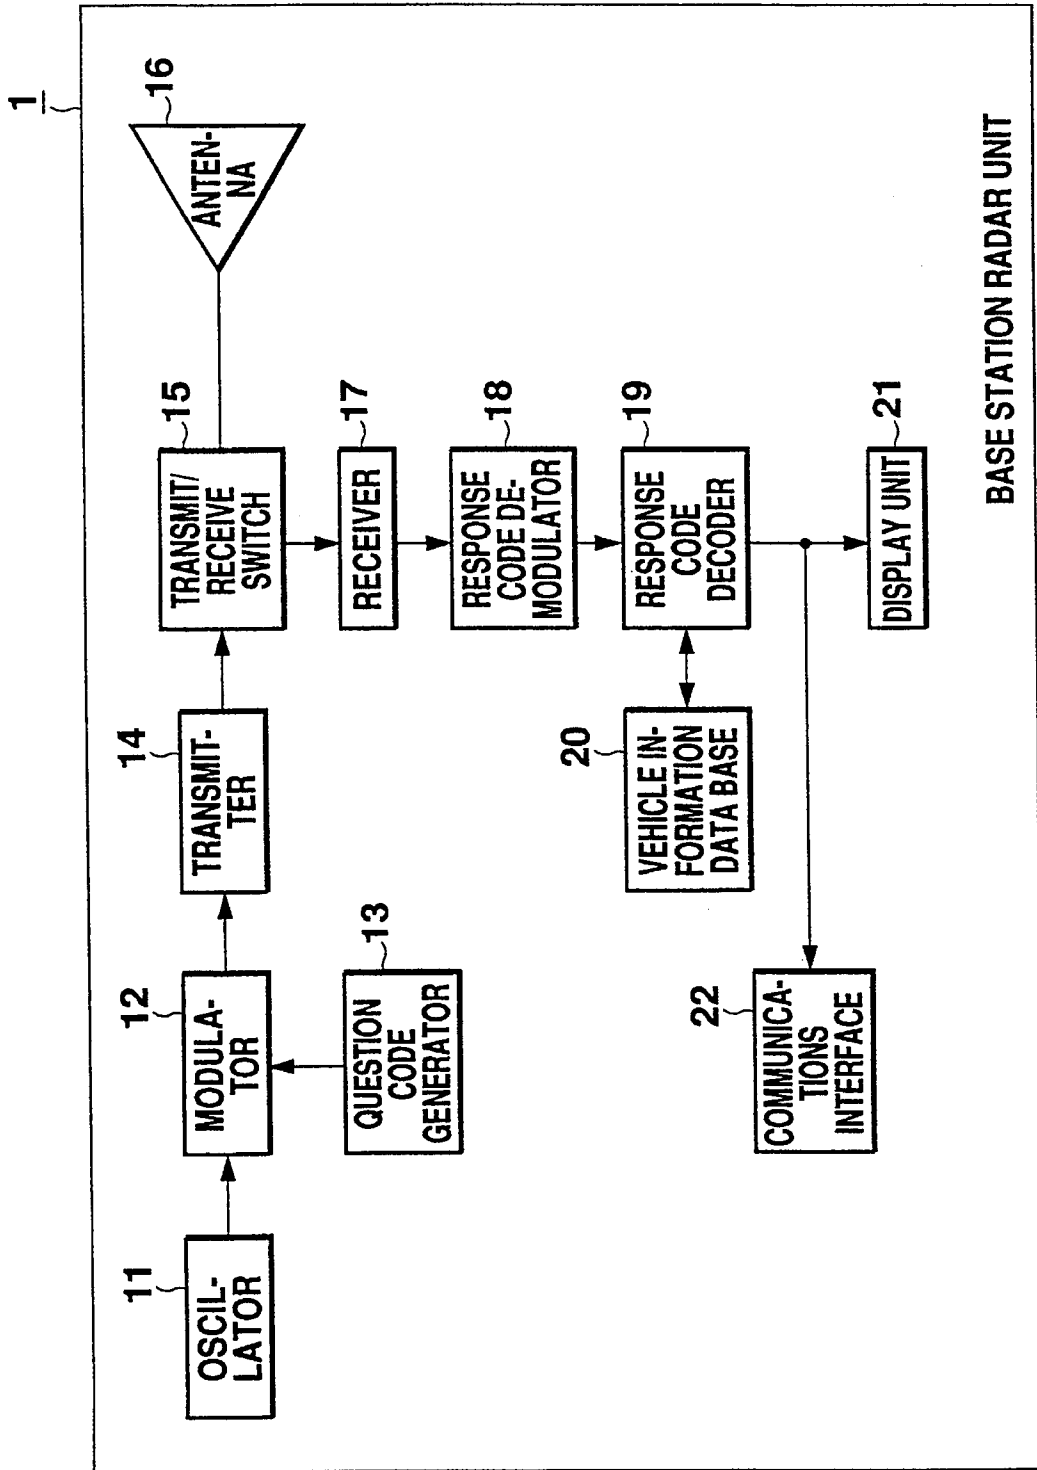 1
16
ANTEN-
NA
15
TRANSMIT/
RECEIVE
SWITCH
14
TRANSMIT-
TER
12
MODULA-
TOR
11
OSCIL-
LATOR
13
QUESTION
CODE
GENERATOR
17
RECEIVER
18
RESPONSE
CODE DE-
MODULATOR
19
RESPONSE
CODE
DECODER
20
VEHICLE IN-
FORMATION
DATA BASE
21
DISPLAY UNIT
22
COMMUNICA-
TIONS
INTERFACE
BASE STATION RADAR UNIT